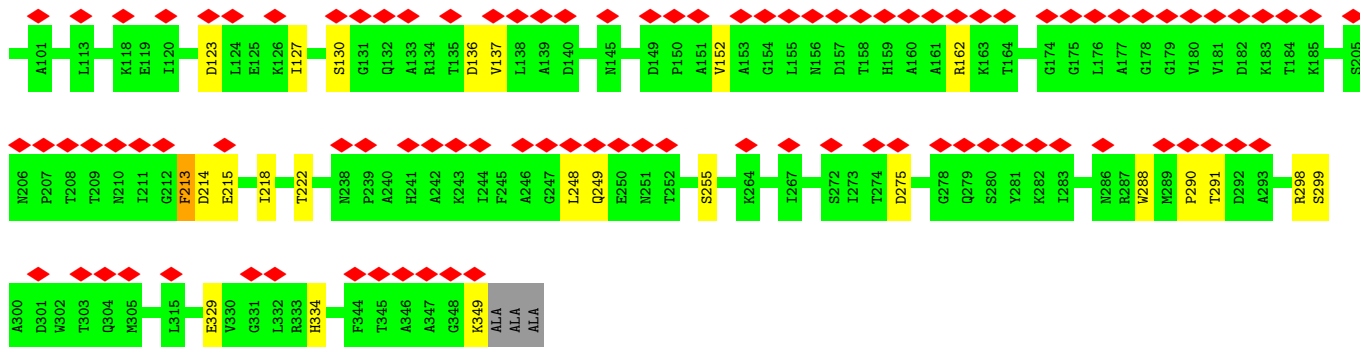 A101 L113 K118 E119 I120 D123 L124 E125 K126 I127 S130 G131 Q132 A133 R134 T135 D136 V137 L138 A139 D140 N145 D149 P150 A151 V152 A153 G154 L155 N156 D157 T158 H159 A160 A161 R162 K163 T164 G174 G175 L176 A177 G178 G179 V180 V181 D182 K183 T184 K185 S205
N206 P207 T208 T209 N210 I211 G212 F213 D214 E215 I218 T222 N238 P239 A240 H241 A242 K243 I244 F245 A246 G247 L248 Q249 E250 N251 T252 S255 K264 I267 S272 I273 T274 D275 G278 Q279 S280 Y281 K282 I283 N286 R287 W288 M289 P290 T291 D292 A293 R298 S299
A300 D301 W302 T303 Q304 M305 L315 E329 V330 G331 L332 R333 H334 F344 T345 A346 A347 G348 K349 ALA ALA ALA